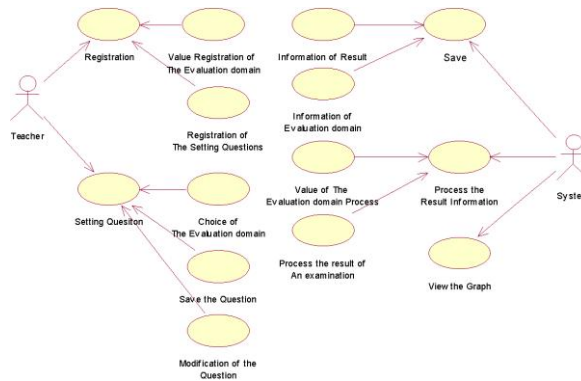 Registration
Value Registration of
The Evaluation domain
Information of Result
Save
Teacher
Registration of
The Setting Questions
Information of
Evaluation domain
Setting Quesiton
Choice of
The Evaluation domain
Value of The
Evaluation domain Process
Process the
Result Information
Syste
Save the Question
Process the result of
An examination
View the Graph
Modification of the
Question